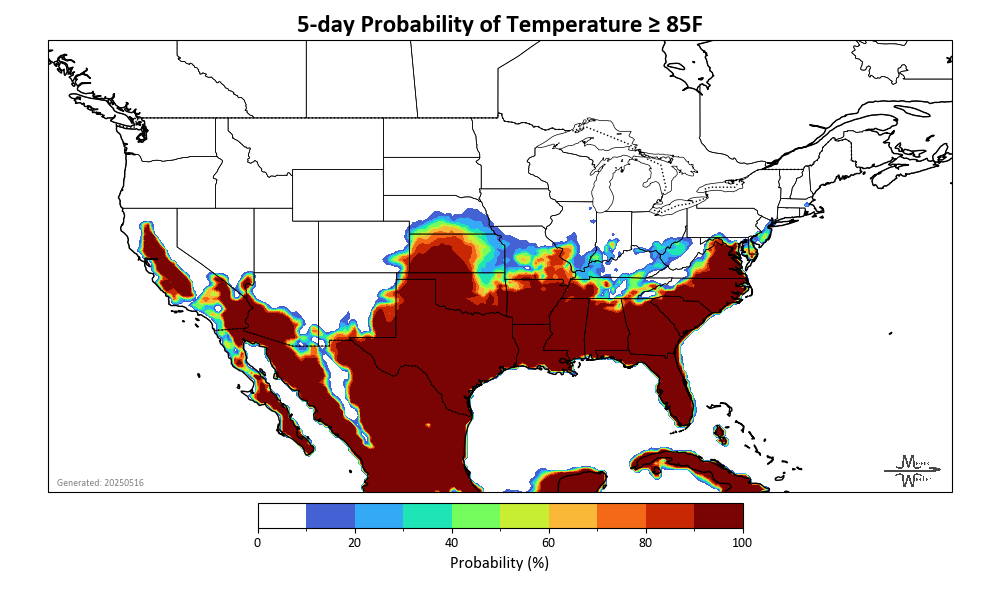 5-day Probability of Temperature ≥ 85F
Generated: 20250516
0 20 40 60 80 100
Probability (%)